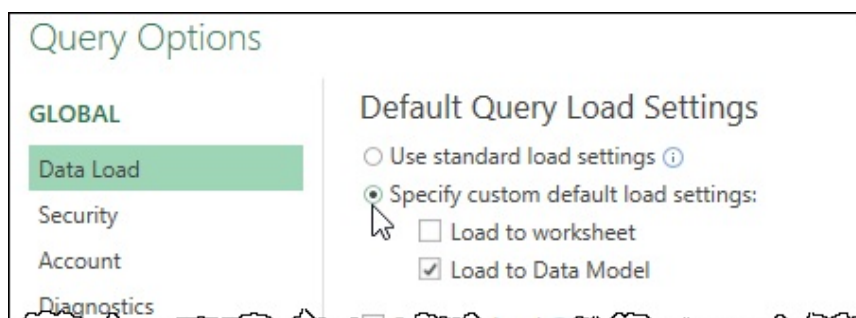 Query Options
GLOBAL
Data Load
Security
Account
Diagnostics
Default Query Load Settings
Use standard load settings
Specify custom default load settings:
Load to worksheet
Load to Data Model